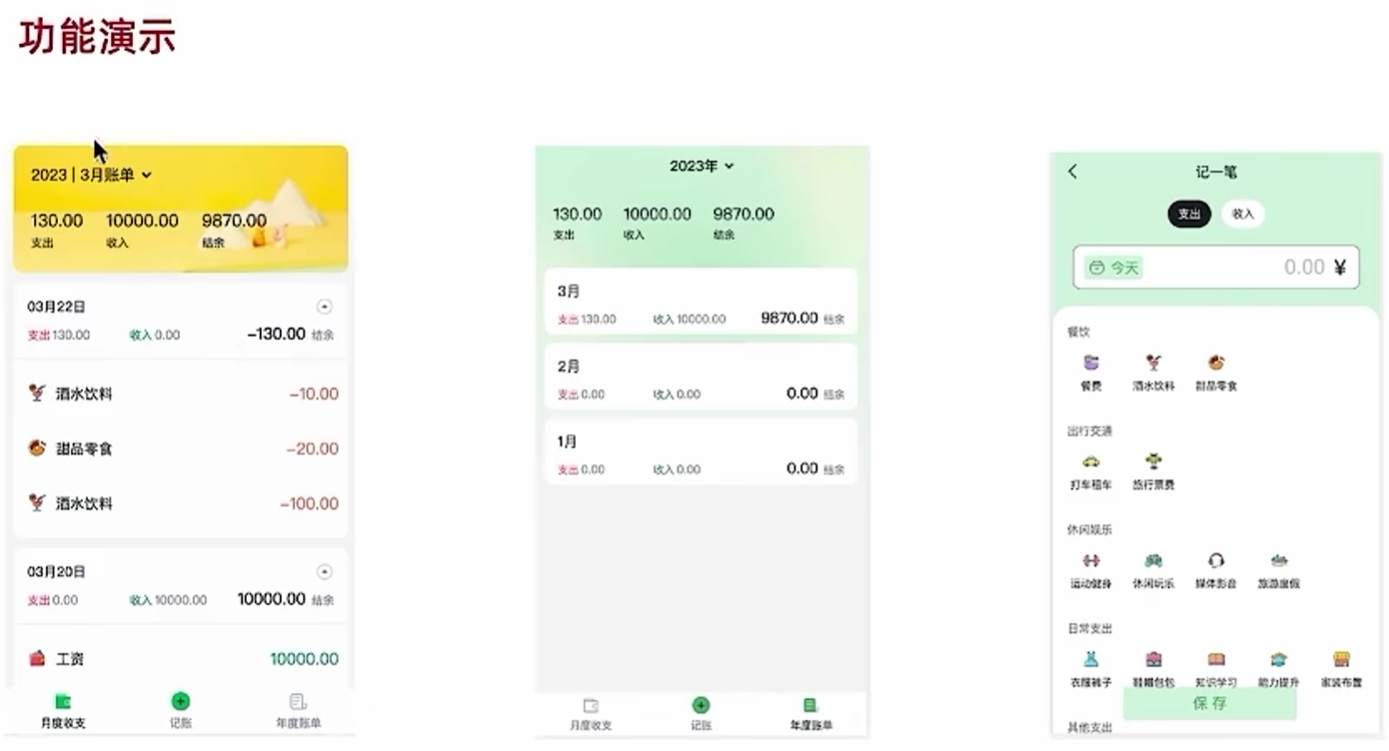 功能演示
2023 | 3月账单
130.00 10000.00 9870.00
支出 收入 结余
03月22日
支出 130.00 收入 0.00 -130.00 结余
酒水饮料 -10.00
甜品零食 -20.00
酒水饮料 -100.00
03月20日
支出 0.00 收入 10000.00 10000.00 结余
工资 10000.00
月度收支 记账 年度账单
2023年
130.00 10000.00 9870.00
支出 收入 结余
3月
支出 130.00 收入 10000.00 9870.00 结余
2月
支出 0.00 收入 0.00 0.00 结余
1月
支出 0.00 收入 0.00 0.00 结余
月度收支 记账 年度账单
记一笔
支出 收入
今天 0.00 ¥
餐饮
餐费 酒水饮料 甜品零食
出行交通
打车租车 旅行票费
休闲娱乐
运动健身 休闲玩乐 媒体影音 旅游度假
日常支出
衣服裤子 鞋帽包包 知识学习 能力提升 家装布置
保存
其他支出